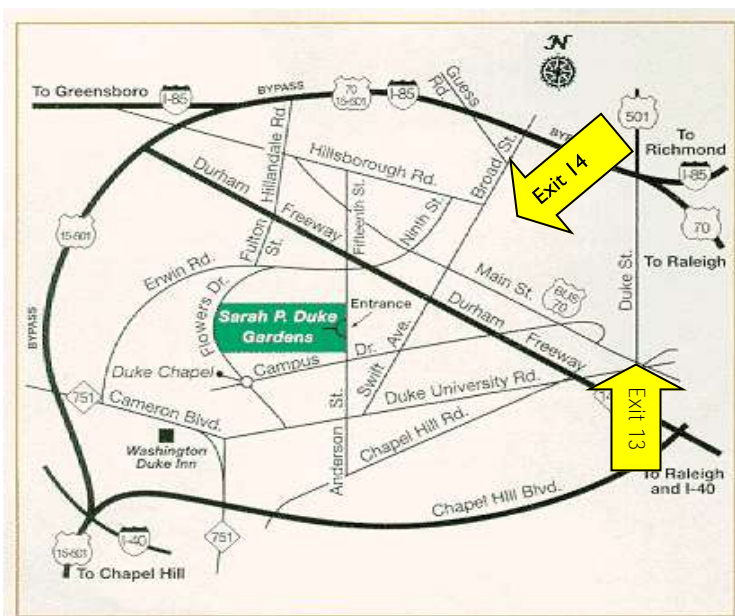 N
To Greensboro
I-85
BYPASS
70
15-501
I-85
Guess
Rd
BY
501
To
Richmond
I-85
70
To Raleigh
Exit 14
Broad St.
Hillandale Rd
Hillsborough Rd.
Durham
Freeway
Fulton
St.
Fifteenth St.
Ninth St.
Main St.
BUS
70
Duke St.
15-501
BYPASS
Erwin Rd.
Flowers Dr.
Sarah P. Duke
Gardens
Entrance
Durham
Freeway
Duke Chapel
Campus
Dr.
Swift
Ave.
751
Cameron Blvd.
Duke University Rd.
Washington
Duke Inn
Anderson
St.
Chapel Hill Rd.
Exit 13
To Raleigh
and I-40
Chapel Hill Blvd.
I-40
751
15-501
To Chapel Hill